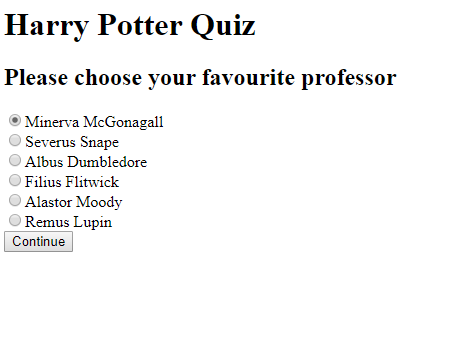 Harry Potter Quiz
Please choose your favourite professor
Minerva McGonagall
Severus Snape
Albus Dumbledore
Filius Flitwick
Alastor Moody
Remus Lupin
Continue